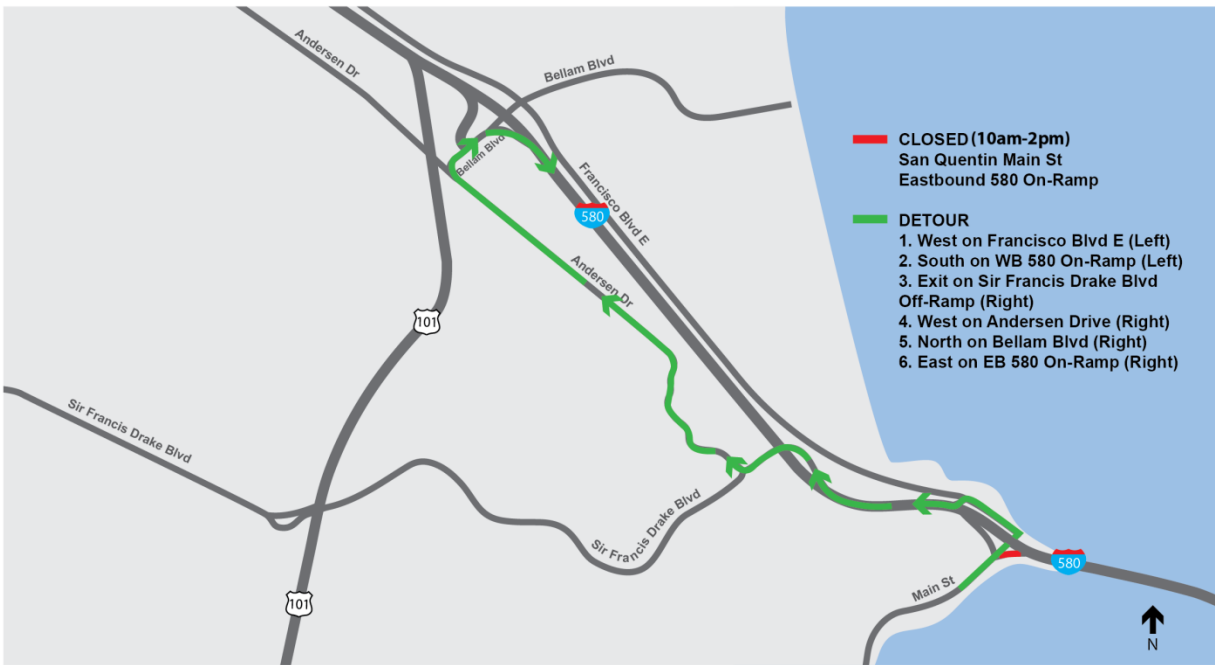 Andersen Dr
Bellam Blvd
Bellam Blvd
Francisco Blvd E
580
Andersen Dr
101
Sir Francis Drake Blvd
Sir Francis Drake Blvd
101
Main St
580
N
CLOSED (10am-2pm)
San Quentin Main St
Eastbound 580 On-Ramp
DETOUR
1. West on Francisco Blvd E (Left)
2. South on WB 580 On-Ramp (Left)
3. Exit on Sir Francis Drake Blvd
Off-Ramp (Right)
4. West on Andersen Drive (Right)
5. North on Bellam Blvd (Right)
6. East on EB 580 On-Ramp (Right)